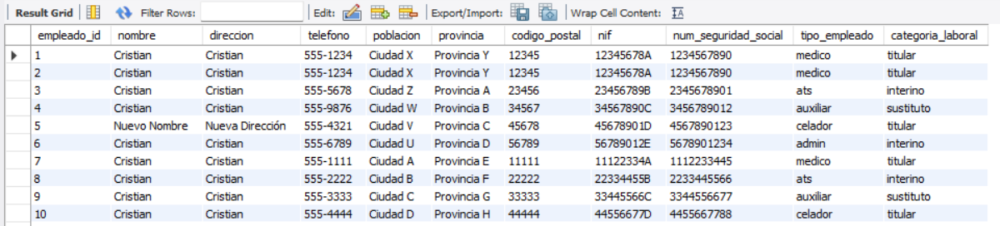 Result Grid Filter Rows: Edit: Export/Import: Wrap Cell Content: IA
empleado_id nombre direccion telefono poblacion provincia codigo_postal nif num_seguridad_social tipo_empleado categoria_laboral
1 Cristian Cristian 555-1234 Ciudad X Provincia Y 12345 12345678A 1234567890 medico titular
2 Cristian Cristian 555-1234 Ciudad X Provincia Y 12345 12345678A 1234567890 medico titular
3 Cristian Cristian 555-5678 Ciudad Z Provincia A 23456 23456789B 2345678901 ats interino
4 Cristian Cristian 555-9876 Ciudad W Provincia B 34567 34567890C 3456789012 auxiliar sustituto
5 Nuevo Nombre Nueva Dirección 555-4321 Ciudad V Provincia C 45678 45678901D 4567890123 celador titular
6 Cristian Cristian 555-6789 Ciudad U Provincia D 56789 56789012E 5678901234 admin interino
7 Cristian Cristian 555-1111 Ciudad A Provincia E 11111 11122334A 1112233445 medico titular
8 Cristian Cristian 555-2222 Ciudad B Provincia F 22222 22334455B 2233445566 ats interino
9 Cristian Cristian 555-3333 Ciudad C Provincia G 33333 33445566C 3344556677 auxiliar sustituto
10 Cristian Cristian 555-4444 Ciudad D Provincia H 44444 44556677D 4455667788 celador titular